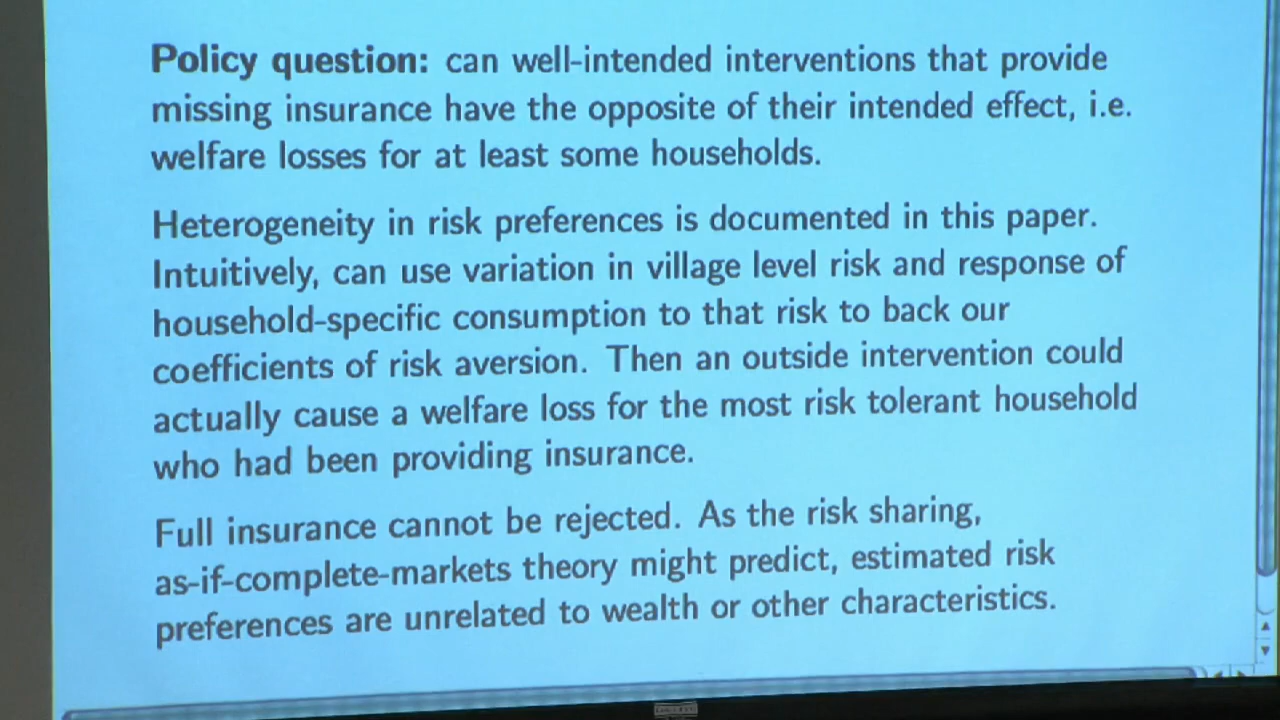 Policy question: can well-intended interventions that provide
missing insurance have the opposite of their intended effect, i.e.
welfare losses for at least some households.
Heterogeneity in risk preferences is documented in this paper.
Intuitively, can use variation in village level risk and response of
household-specific consumption to that risk to back our
coefficients of risk aversion. Then an outside intervention could
actually cause a welfare loss for the most risk tolerant household
who had been providing insurance.
Full insurance cannot be rejected. As the risk sharing,
as-if-complete-markets theory might predict, estimated risk
preferences are unrelated to wealth or other characteristics.